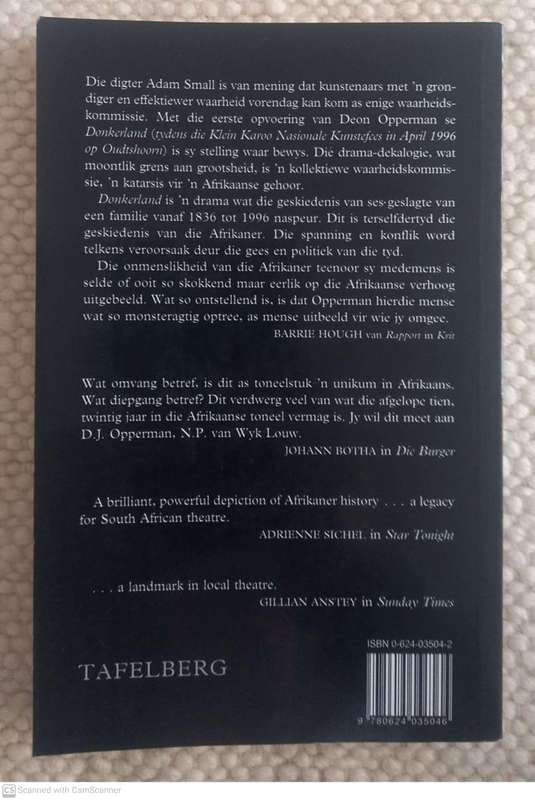 Die digter Adam Small is van mening dat kunstenaars met 'n gron-
diger en effektiewer waarheid vorendag kan kom as enige waarheids-
kommissie. Met die eerste opvoering van Deon Opperman se
Donkerland (tydens die Klein Karoo Nasionale Kunstefees in April 1996
op Oudtshoorn) is sy stelling waar bewys. Dié drama-dekalogie, wat
moontlik grens aan grootsheid, is 'n kollektiewe waarheidskommis-
sie, 'n katarsis vir 'n Afrikaanse gehoor.
Donkerland is 'n drama wat die geskiedenis van ses geslagte van
een familie vanaf 1836 tot 1996 naspeur. Dit is terselfdertyd die
geskiedenis van die Afrikaner. Die spanning en konflik word
telkens veroorsaak deur die gees en politiek van die tyd.
Die onmenslikheid van die Afrikaner teenoor sy medemens is
selde of ooit so skokkend maar eerlik op die Afrikaanse verhoog
uitgebeeld. Wat so ontstellend is, is dat Opperman hierdie mense
wat so monsteragtig optree, as mense uitbeeld vir wie jy omgee.
BARRIE HOUGH van Rapport in Krit
Wat omvang betref, is dit as toneelstuk 'n unikum in Afrikaans.
Wat diepgang betref? Dit verdwerg veel van wat die afgelope tien,
twintig jaar in die Afrikaanse toneel vermag is. Jy wil dit meet aan
D.J. Opperman, N.P. van Wyk Louw.
JOHANN BOTHA in Die Burger
A brilliant, powerful depiction of Afrikaner history . . . a legacy
for South African theatre.
ADRIENNE SICHEL in Star Tonight
. . . a landmark in local theatre.
GILLIAN ANSTEY in Sunday Times
ISBN 0-624-03504-2
TAFELBERG
9 780624 035046
CS Scanned with CamScanner